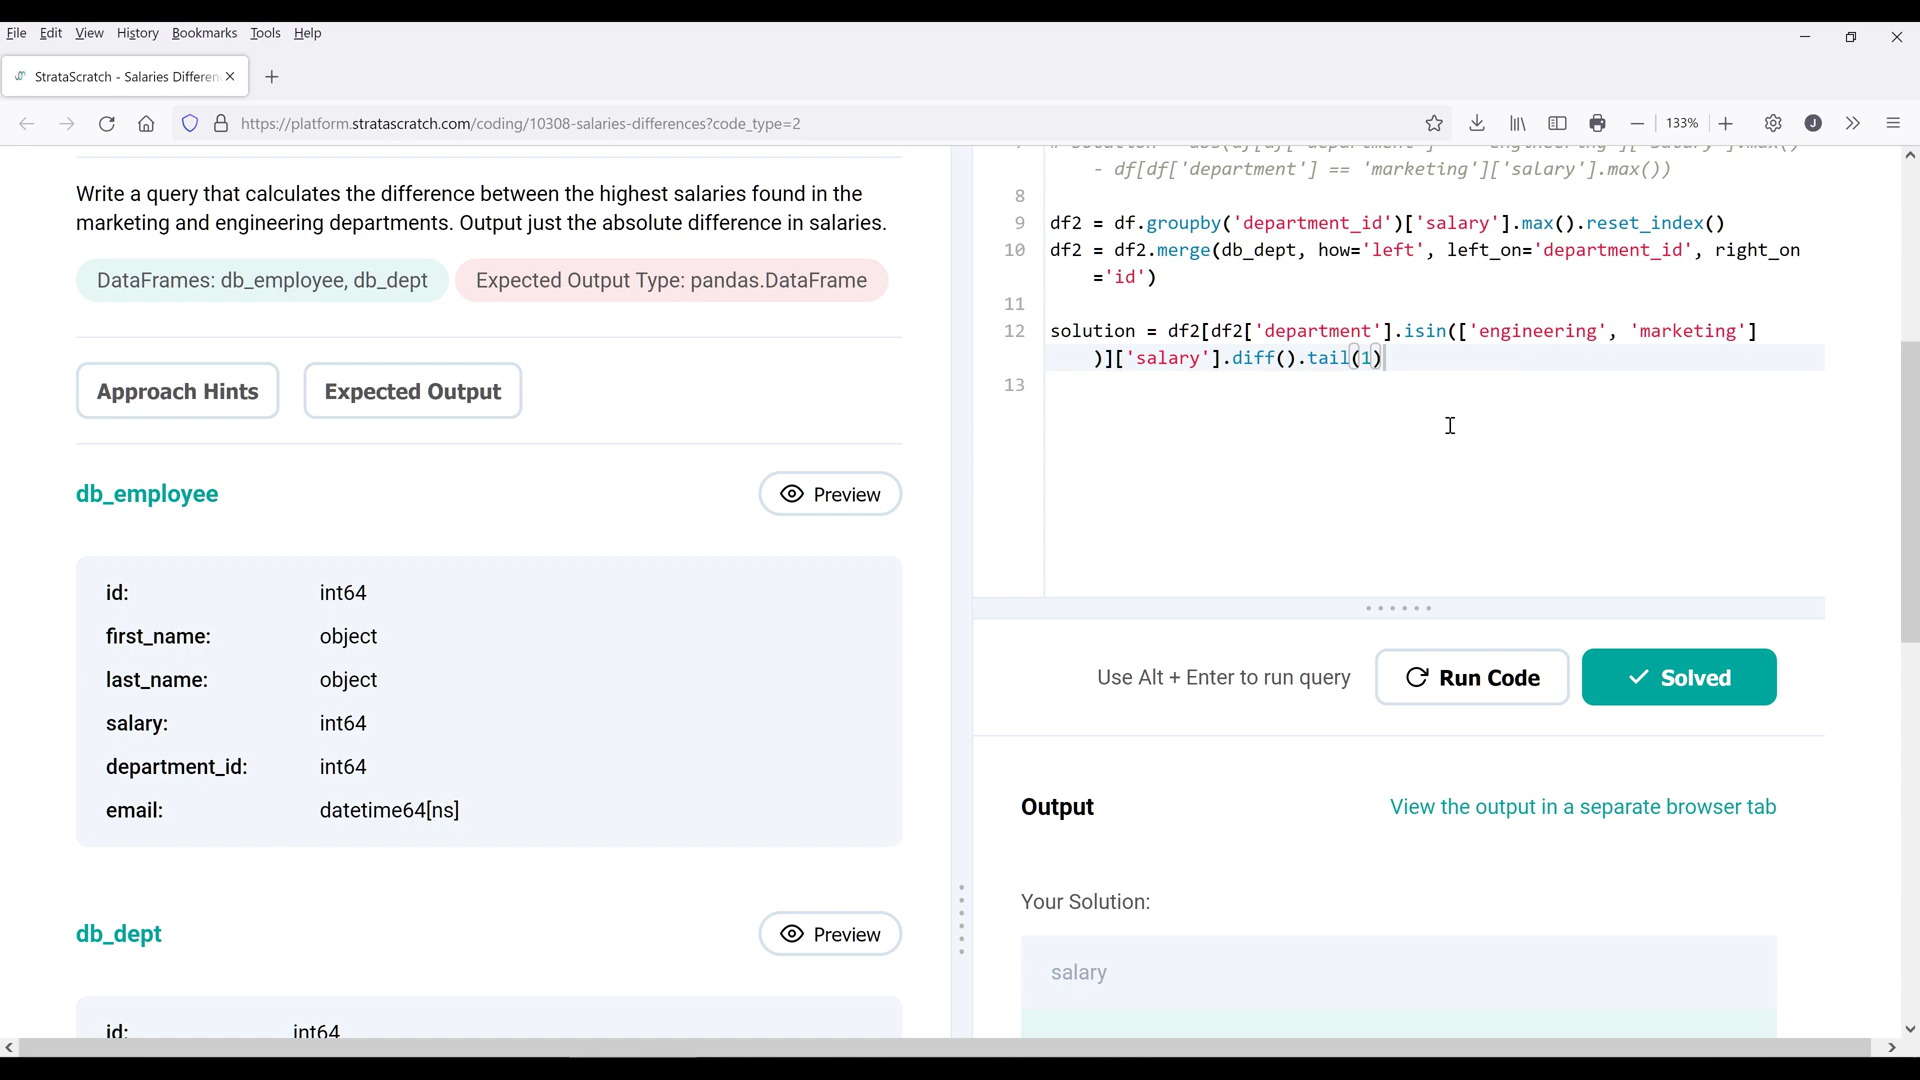 File Edit View History Bookmarks Tools Help
StrataScratch - Salaries Differen
https://platform.stratascratch.com/coding/10308-salaries-differences?code_type=2
133%
J
Write a query that calculates the difference between the highest salaries found in the
marketing and engineering departments. Output just the absolute difference in salaries.
DataFrames: db_employee, db_dept
Expected Output Type: pandas.DataFrame
Approach Hints
Expected Output
db_employee
Preview
id: int64
first_name: object
last_name: object
salary: int64
department_id: int64
email: datetime64[ns]
db_dept
Preview
id: int64
- df[df['department'] == 'marketing']['salary'].max())
8
9 df2 = df.groupby('department_id')['salary'].max().reset_index()
10 df2 = df2.merge(db_dept, how='left', left_on='department_id', right_on
='id')
11
12 solution = df2[df2['department'].isin(['engineering', 'marketing']
)]['salary'].diff().tail(1)
13
Use Alt + Enter to run query
Run Code
Solved
Output
View the output in a separate browser tab
Your Solution:
salary